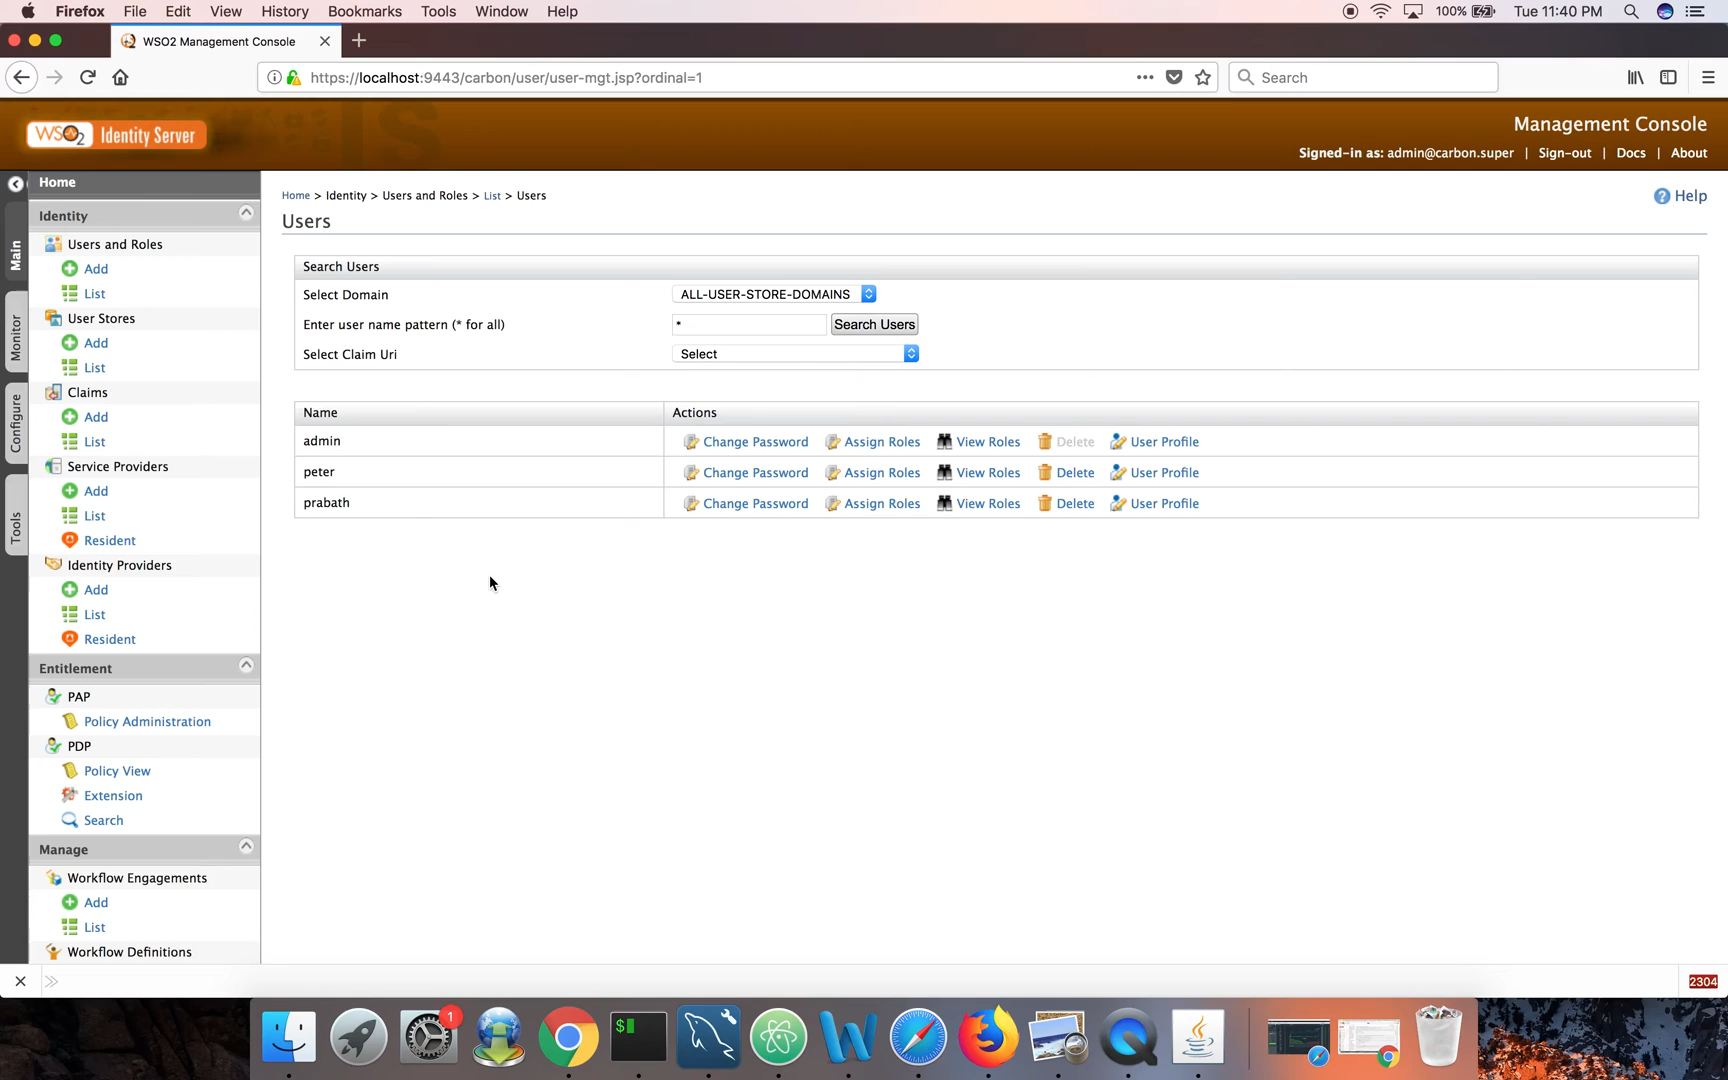 Firefox File Edit View History Bookmarks Tools Window Help 100% Tue 11:40 PM
WSO2 Management Console
https://localhost:9443/carbon/user/user-mgt.jsp?ordinal=1 Search
WSO2 Identity Server
Management Console
Signed-in as: admin@carbon.super | Sign-out | Docs | About
Main
Monitor
Configure
Tools
Home
Identity
Users and Roles
Add
List
User Stores
Add
List
Claims
Add
List
Service Providers
Add
List
Resident
Identity Providers
Add
List
Resident
Entitlement
PAP
Policy Administration
PDP
Policy View
Extension
Search
Manage
Workflow Engagements
Add
List
Workflow Definitions
Home > Identity > Users and Roles > List > Users
Help
Users
Search Users
Select Domain ALL-USER-STORE-DOMAINS
Enter user name pattern (* for all) * Search Users
Select Claim Uri Select
Name Actions
admin Change Password Assign Roles View Roles Delete User Profile
peter Change Password Assign Roles View Roles Delete User Profile
prabath Change Password Assign Roles View Roles Delete User Profile
2304
1
$